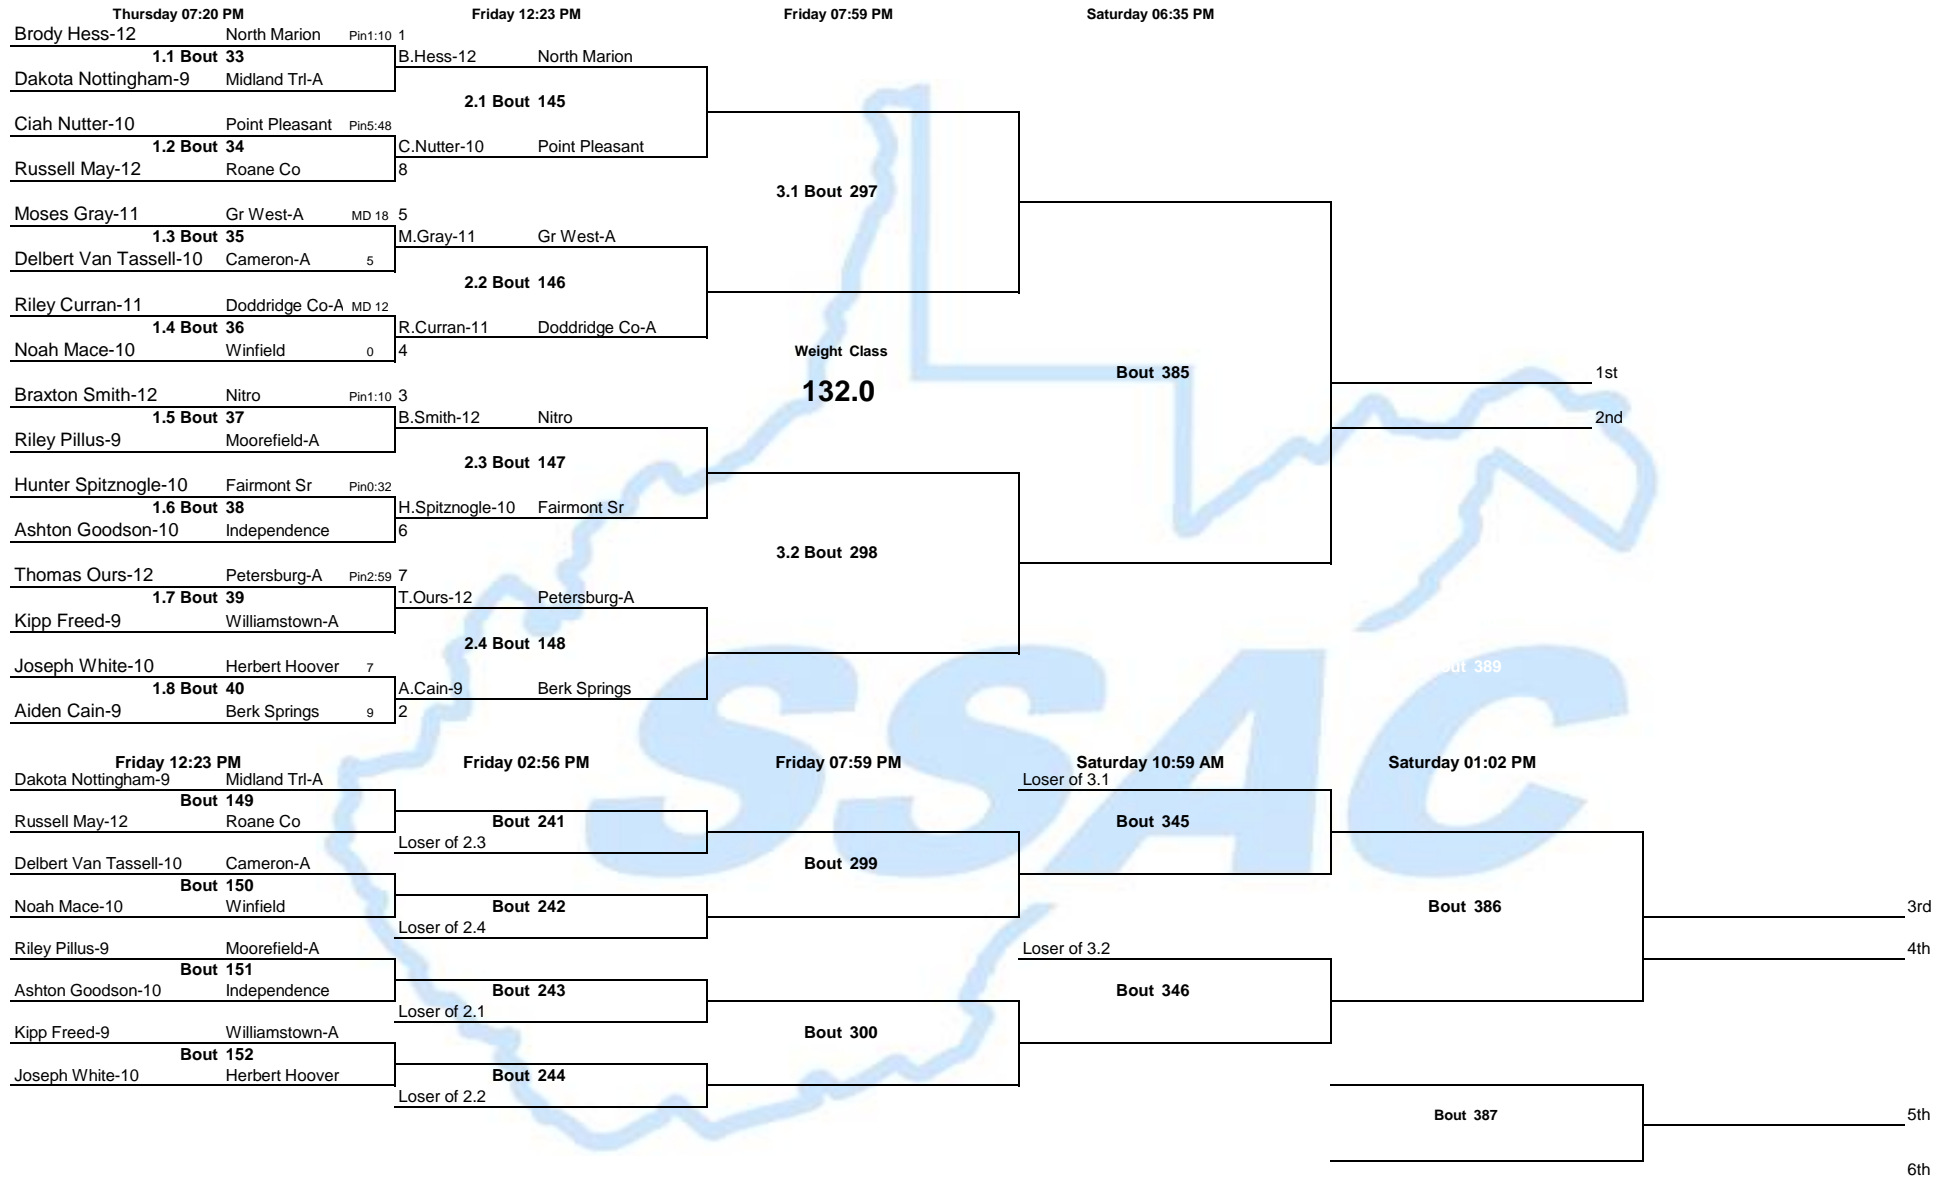 Thursday 07:20 PM Friday 12:23 PM Friday 07:59 PM Saturday 06:35 PM
Brody Hess-12 North Marion Pin1:10 1
1.1 Bout 33 B.Hess-12 North Marion
Dakota Nottingham-9 Midland Trl-A
2.1 Bout 145
Ciah Nutter-10 Point Pleasant Pin5:48
1.2 Bout 34 C.Nutter-10 Point Pleasant
Russell May-12 Roane Co 8
3.1 Bout 297
Moses Gray-11 Gr West-A MD 18 5
1.3 Bout 35 M.Gray-11 Gr West-A
Delbert Van Tassell-10 Cameron-A 5
2.2 Bout 146
Riley Curran-11 Doddridge Co-A MD 12
1.4 Bout 36 R.Curran-11 Doddridge Co-A
Noah Mace-10 Winfield 0 4
Weight Class
Bout 385 1st
132.0
Braxton Smith-12 Nitro Pin1:10 3
1.5 Bout 37 B.Smith-12 Nitro 2nd
Riley Pillus-9 Moorefield-A
2.3 Bout 147
Hunter Spitznogle-10 Fairmont Sr Pin0:32
1.6 Bout 38 H.Spitznogle-10 Fairmont Sr
Ashton Goodson-10 Independence 6
3.2 Bout 298
Thomas Ours-12 Petersburg-A Pin2:59 7
1.7 Bout 39 T.Ours-12 Petersburg-A
Kipp Freed-9 Williamstown-A
2.4 Bout 148
Joseph White-10 Herbert Hoover 7 389
1.8 Bout 40 A.Cain-9 Berk Springs
Aiden Cain-9 Berk Springs 9 2
SSAC
Friday 12:23 PM Friday 02:56 PM Friday 07:59 PM Saturday 10:59 AM Saturday 01:02 PM
Dakota Nottingham-9 Midland Trl-A Loser of 3.1
Bout 149
Russell May-12 Roane Co Bout 241 Bout 345
Loser of 2.3
Delbert Van Tassell-10 Cameron-A Bout 299
Bout 150
Noah Mace-10 Winfield Bout 242 Bout 386 3rd
Loser of 2.4
Riley Pillus-9 Moorefield-A Loser of 3.2 4th
Bout 151
Ashton Goodson-10 Independence Bout 243 Bout 346
Loser of 2.1
Kipp Freed-9 Williamstown-A Bout 300
Bout 152
Joseph White-10 Herbert Hoover Bout 244
Loser of 2.2
Bout 387 5th
6th